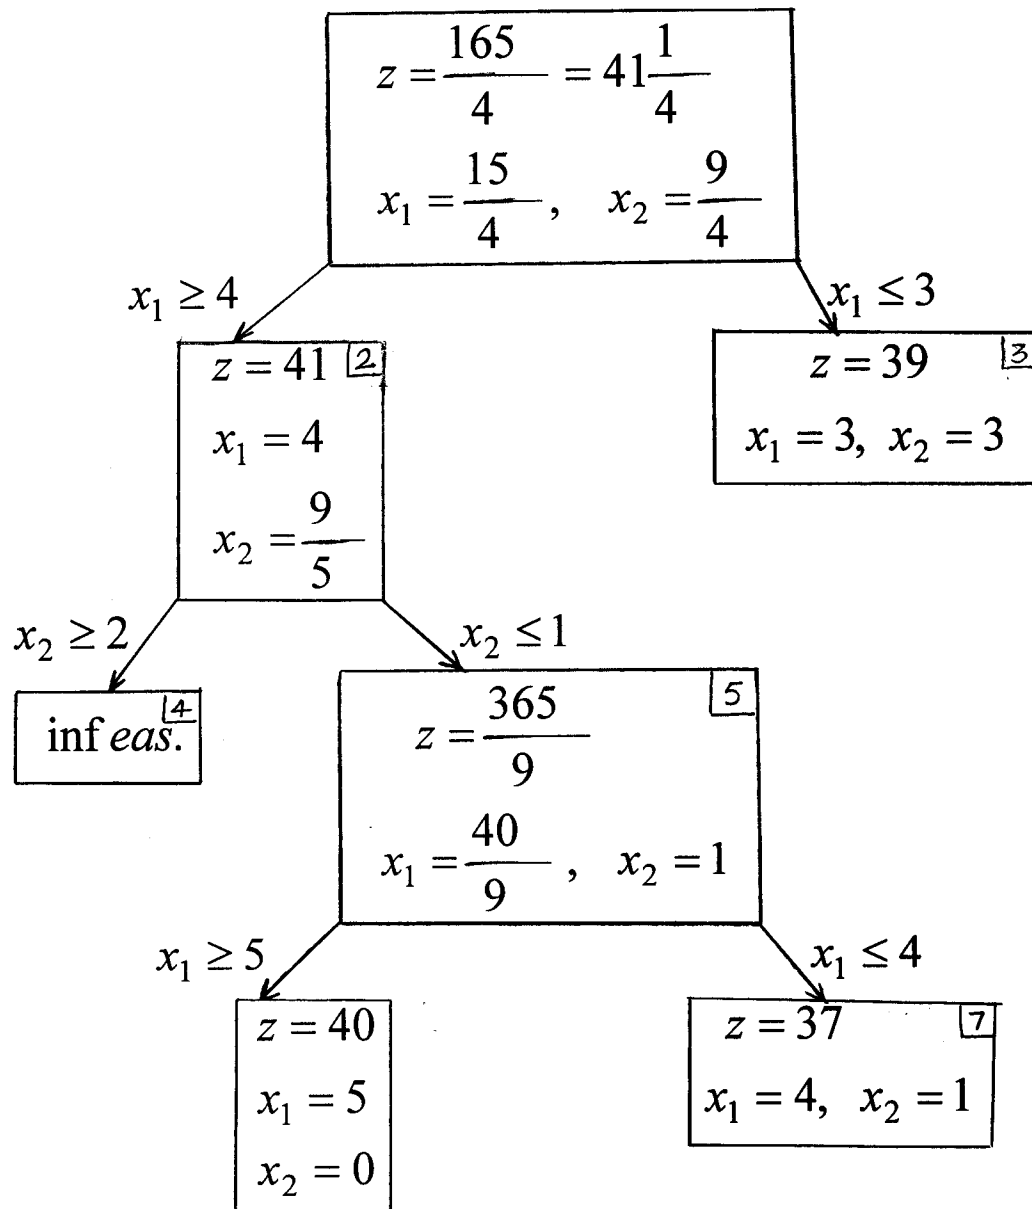 z = 165/4 = 41 1/4
x₁ = 15/4 , x₂ = 9/4
x₁ ≥ 4
x₁ ≤ 3
z = 41 2
x₁ = 4
x₂ = 9/5
z = 39 3
x₁ = 3, x₂ = 3
x₂ ≥ 2
x₂ ≤ 1
inf eas. 4
z = 365/9 5
x₁ = 40/9 , x₂ = 1
x₁ ≥ 5
x₁ ≤ 4
z = 40
x₁ = 5
x₂ = 0
z = 37 7
x₁ = 4, x₂ = 1